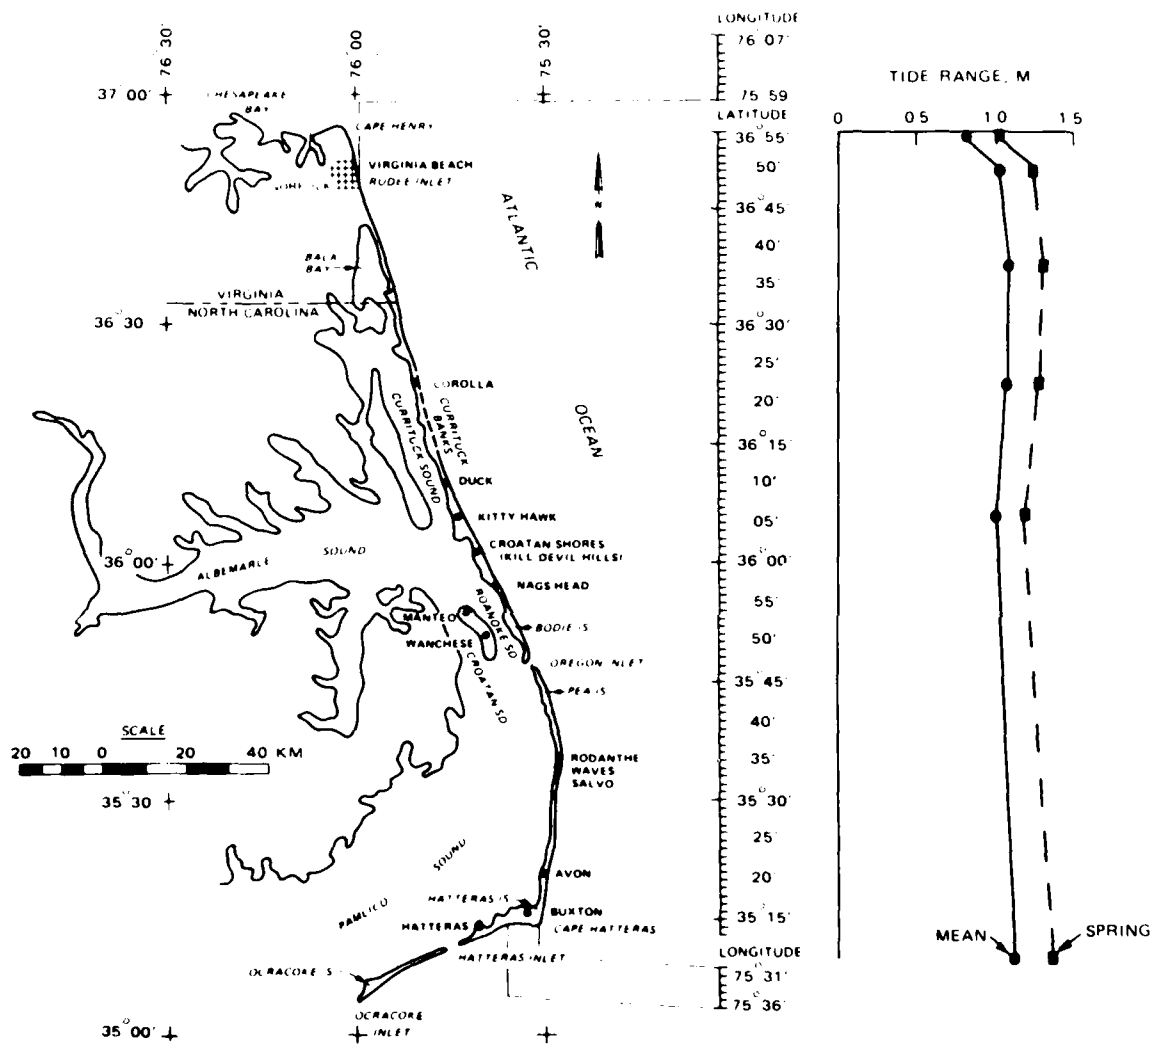 LONGITUDE
76° 07'
76° 30'
76° 00'
75° 30'
TIDE RANGE, M
37° 00'
CHESAPEAKE
BAY
75 59
LATITUDE
0 0 5 1 0 1 5
CAPE HENRY
36° 55'
VIRGINIA BEACH
RUDEE INLET
50'
N
ATLANTIC
36° 45'
40'
BACK
BAY
35'
VIRGINIA
NORTH CAROLINA
36° 30'
36° 30'
25'
COROLLA
20'
CURRITUCK
BANKS
CURRITUCK SOUND
OCEAN
36° 15'
DUCK
10'
KITTY HAWK
05'
CROATAN SHORES
(KILL DEVIL HILLS)
SOUND
ALBEMARLE
36° 00'
36° 00'
NAGS HEAD
55'
ROANOKE SD
MANTEO
BODIE IS
WANCHESE
50'
CROATAN SD
OREGON INLET
35° 45'
PEA IS
40'
SCALE
20 10 0 20 40 KM
RODANTHE
WAVES
SALVO
35'
35° 30'
35° 30'
25'
SOUND
AVON
20'
HATTERAS IS
PAMLICO
BUXTON
35° 15'
HATTERAS
CAPE HATTERAS
MEAN
SPRING
HATTERAS INLET
LONGITUDE
OCRACOKE IS
75° 31'
75° 36'
OCRACOKE
INLET
35° 00'